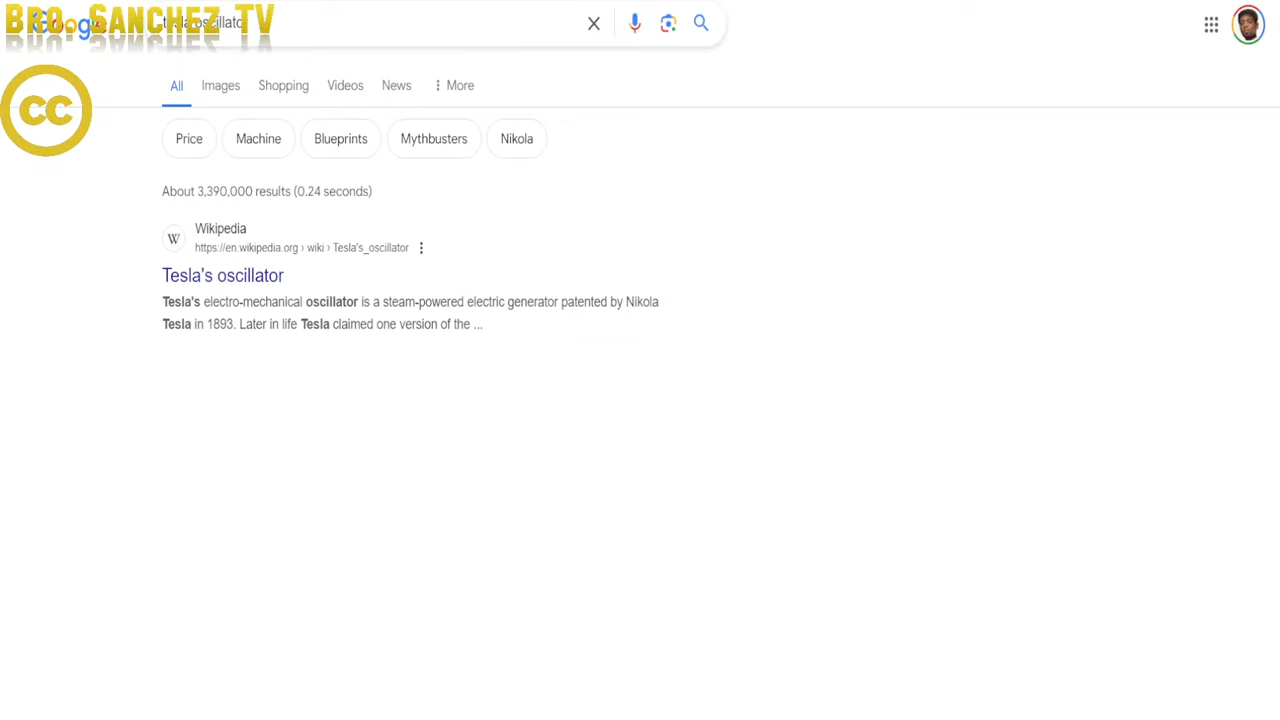 Bro. Sanchez TV
Google
tesla oscillator
CC
All Images Shopping Videos News More
Price Machine Blueprints Mythbusters Nikola
About 3,390,000 results (0.24 seconds)
W
Wikipedia
https://en.wikipedia.org › wiki › Tesla's_oscillator
Tesla's oscillator
Tesla's electro-mechanical oscillator is a steam-powered electric generator patented by Nikola
Tesla in 1893. Later in life Tesla claimed one version of the ...